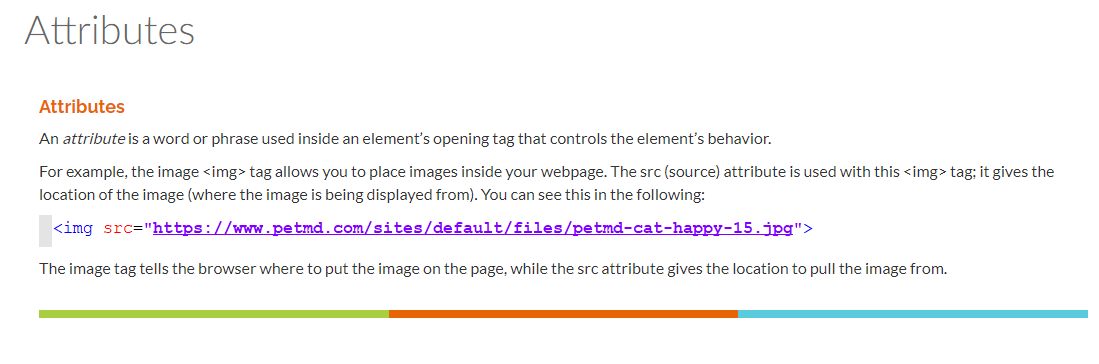 Attributes
Attributes
An attribute is a word or phrase used inside an element’s opening tag that controls the element’s behavior.
For example, the image <img> tag allows you to place images inside your webpage. The src (source) attribute is used with this <img> tag; it gives the
location of the image (where the image is being displayed from). You can see this in the following:
<img src="https://www.petmd.com/sites/default/files/petmd-cat-happy-15.jpg">
The image tag tells the browser where to put the image on the page, while the src attribute gives the location to pull the image from.